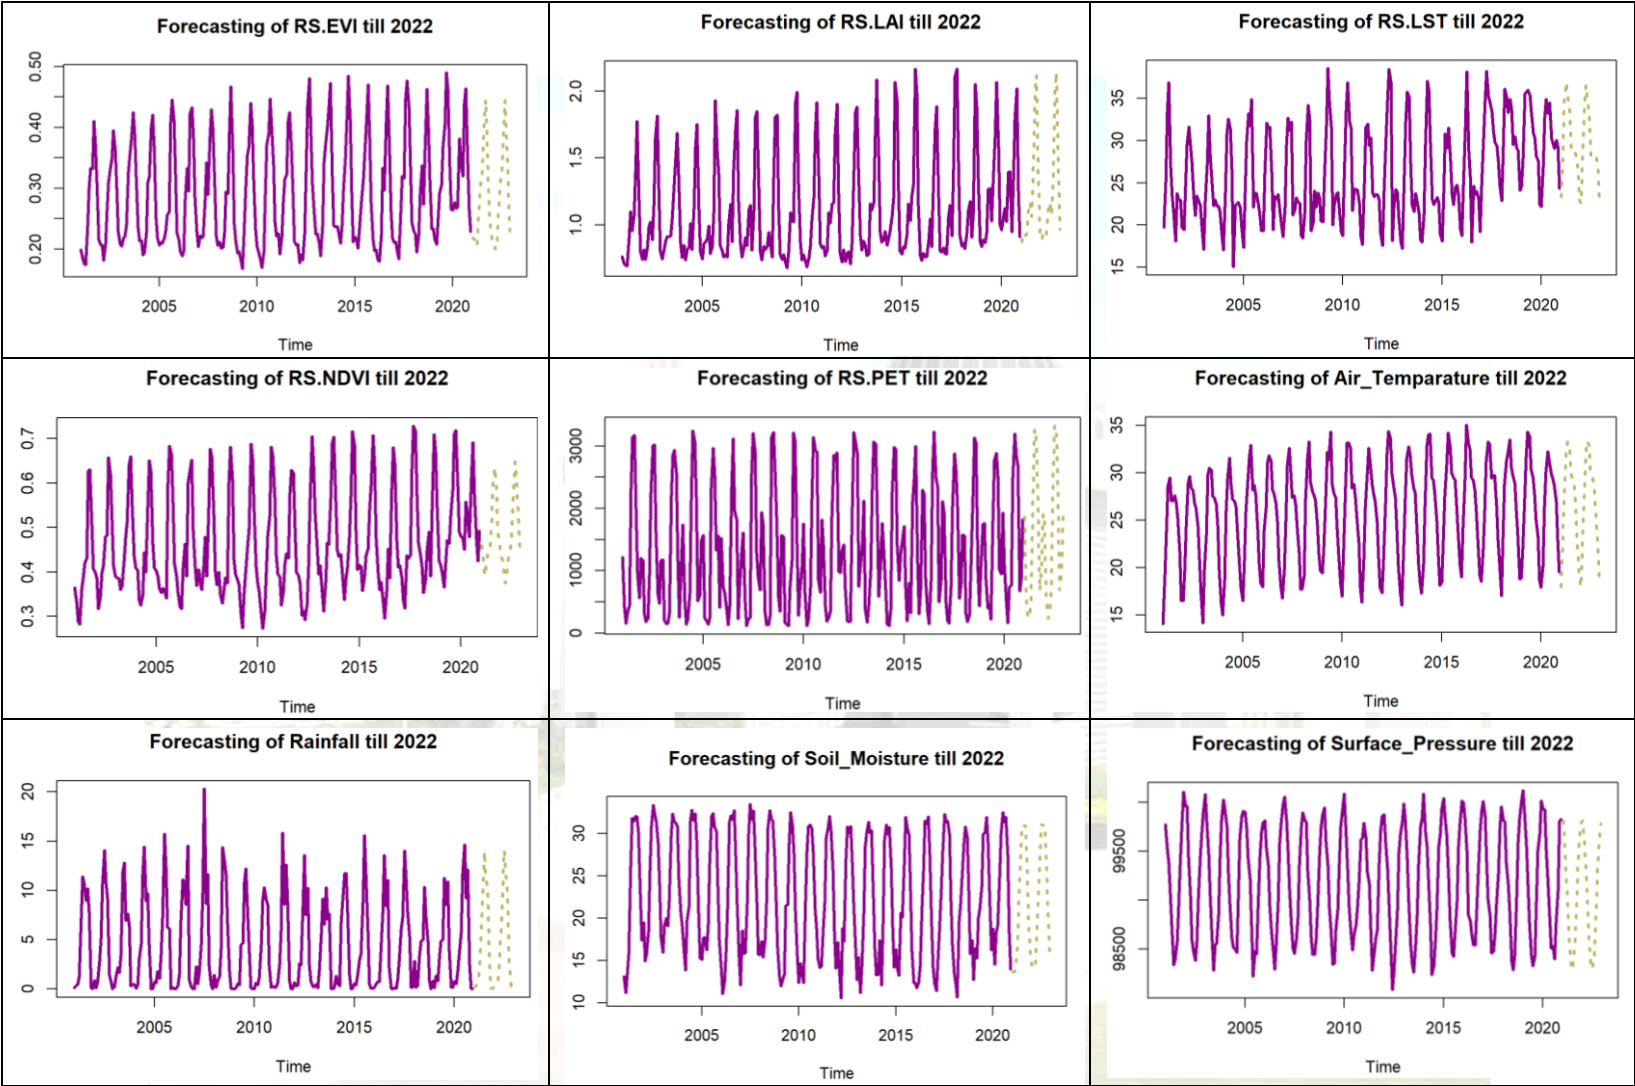 Forecasting of RS.EVI till 2022
0.50
0.40
0.30
0.20
2005 2010 2015 2020
Time
Forecasting of RS.LAI till 2022
2.0
1.5
1.0
2005 2010 2015 2020
Time
Forecasting of RS.LST till 2022
35
30
25
20
15
2005 2010 2015 2020
Time
Forecasting of RS.NDVI till 2022
0.7
0.6
0.5
0.4
0.3
2005 2010 2015 2020
Time
Forecasting of RS.PET till 2022
3000
2000
1000
0
2005 2010 2015 2020
Time
Forecasting of Air_Temparature till 2022
35
30
25
20
15
2005 2010 2015 2020
Time
Forecasting of Rainfall till 2022
20
15
10
5
0
2005 2010 2015 2020
Time
Forecasting of Soil_Moisture till 2022
30
25
20
15
10
2005 2010 2015 2020
Time
Forecasting of Surface_Pressure till 2022
99500
98500
2005 2010 2015 2020
Time